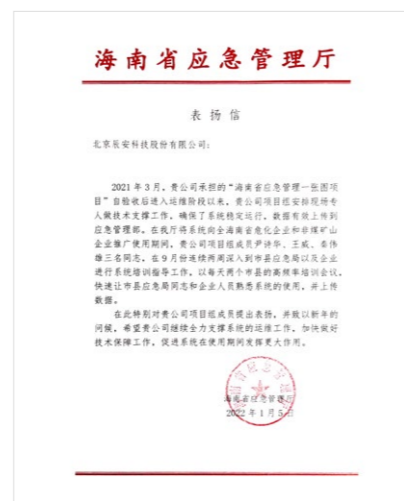 海南省应急管理厅
表扬信
北京辰安科技股份有限公司：
2021年3月，贵公司承担的“海南省应急管理一张图项
目”自验收后进入运维阶段以来，贵公司项目组安排现场专
人做技术支撑工作，确保了系统稳定运行，数据有效上传到
应急管理部。在我厅将系统向全海南省危化企业和非煤矿山
企业推广使用期间，贵公司项目组成员尹诗华、王威、秦伟
雄三名同志，在9月份连续两周深入到市县应急局以及企业
进行系统培训指导工作，以每天两个市县的高频率培训会议，
快速让市县应急局同志和企业人员熟悉系统的使用，并上传
数据。
在此特别对贵公司项目组成员提出表扬，并致以新年的
问候，希望贵公司继续全力支撑系统的运维工作，加快做好
技术保障工作，促进系统在使用期间发挥更大作用。
海南省应急管理厅
2022年1月5日